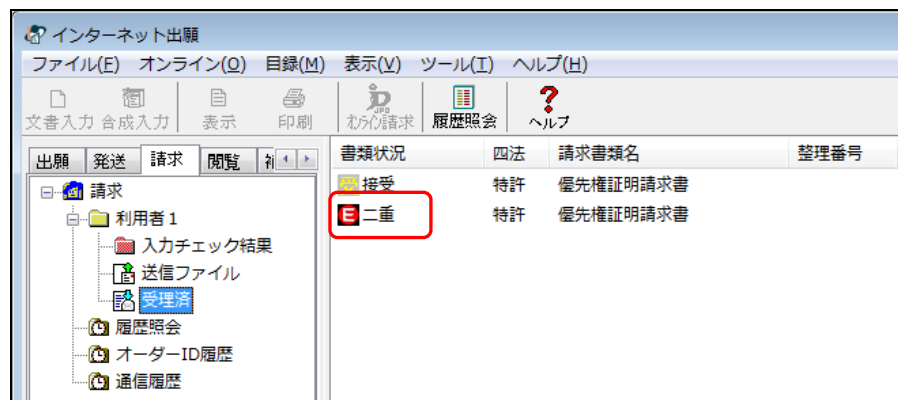 インターネット出願
ファイル(F) オンライン(O) 目録(M) 表示(V) ツール(T) ヘルプ(H)
文書入力 合成入力 表示 印刷 オンライン請求 履歴照会 ヘルプ
出願 発送 請求 閲覧
書類状況 四法 請求書類名 整理番号
請求
接受 特許 優先権証明請求書
利用者1
E 二重 特許 優先権証明請求書
入力チェック結果
送信ファイル
受理済
履歴照会
オーダーID履歴
通信履歴